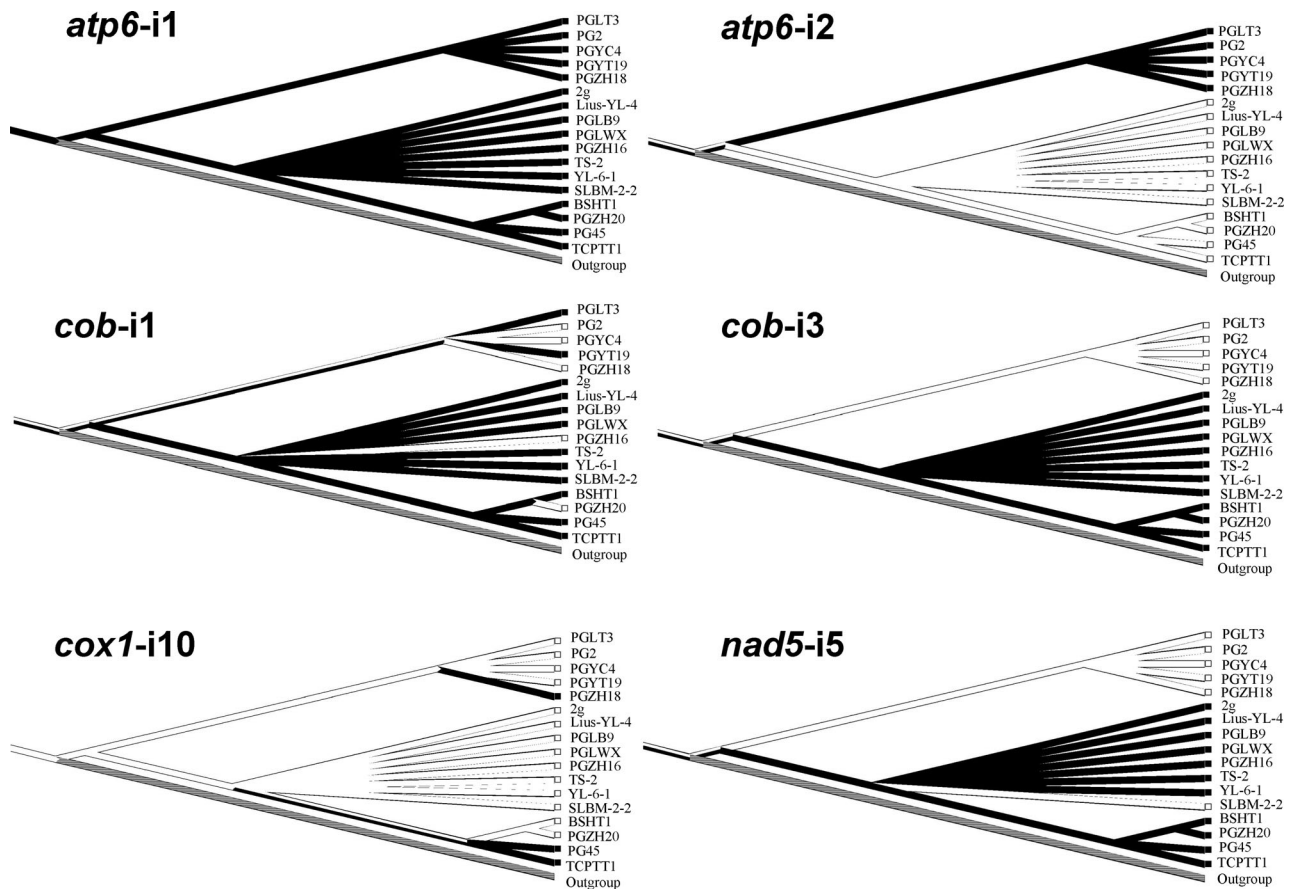 atp6-i1
PGLT3
PG2
PGYC4
PGYT19
PGZH18
2g
Lius-YL-4
PGLB9
PGLWX
PGZH16
TS-2
YL-6-1
SLBM-2-2
BSHT1
PGZH20
PG45
TCPTT1
Outgroup
atp6-i2
PGLT3
PG2
PGYC4
PGYT19
PGZH18
2g
Lius-YL-4
PGLB9
PGLWX
PGZH16
TS-2
YL-6-1
SLBM-2-2
BSHT1
PGZH20
PG45
TCPTT1
Outgroup
cob-i1
PGLT3
PG2
PGYC4
PGYT19
PGZH18
2g
Lius-YL-4
PGLB9
PGLWX
PGZH16
TS-2
YL-6-1
SLBM-2-2
BSHT1
PGZH20
PG45
TCPTT1
Outgroup
cob-i3
PGLT3
PG2
PGYC4
PGYT19
PGZH18
2g
Lius-YL-4
PGLB9
PGLWX
PGZH16
TS-2
YL-6-1
SLBM-2-2
BSHT1
PGZH20
PG45
TCPTT1
Outgroup
cox1-i10
PGLT3
PG2
PGYC4
PGYT19
PGZH18
2g
Lius-YL-4
PGLB9
PGLWX
PGZH16
TS-2
YL-6-1
SLBM-2-2
BSHT1
PGZH20
PG45
TCPTT1
Outgroup
nad5-i5
PGLT3
PG2
PGYC4
PGYT19
PGZH18
2g
Lius-YL-4
PGLB9
PGLWX
PGZH16
TS-2
YL-6-1
SLBM-2-2
BSHT1
PGZH20
PG45
TCPTT1
Outgroup